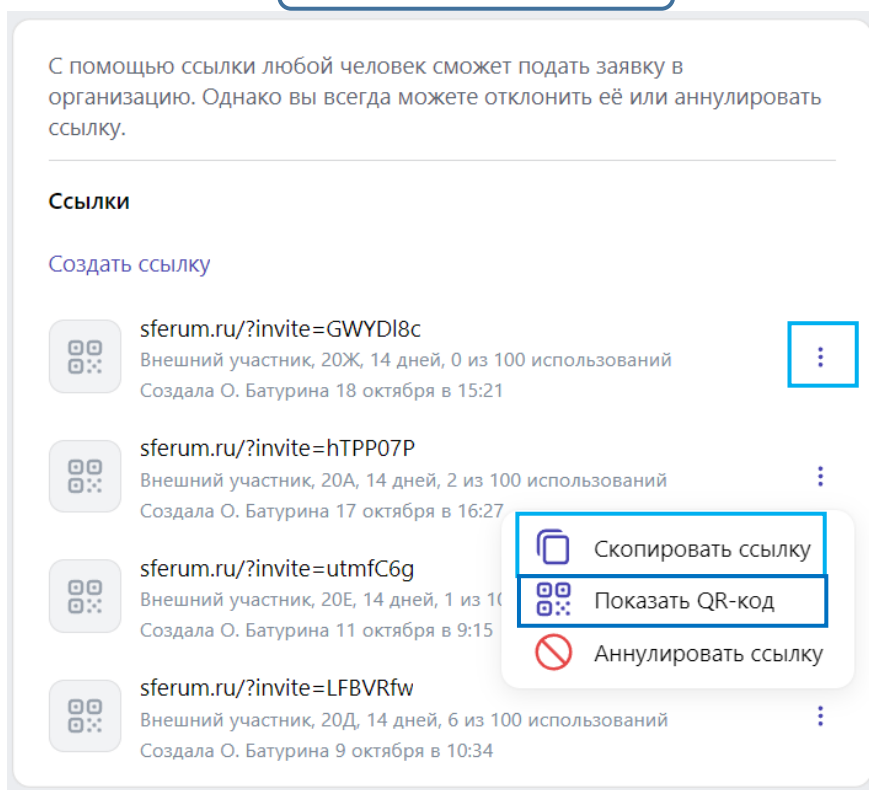 С помощью ссылки любой человек сможет подать заявку в
организацию. Однако вы всегда можете отклонить её или аннулировать
ссылку.
Ссылки
Создать ссылку
sferum.ru/?invite=GWYDl8c
Внешний участник, 20Ж, 14 дней, 0 из 100 использований
Создала О. Батурина 18 октября в 15:21
sferum.ru/?invite=hTPP07P
Внешний участник, 20А, 14 дней, 2 из 100 использований
Создала О. Батурина 17 октября в 16:27
Скопировать ссылку
Показать QR-код
Аннулировать ссылку
sferum.ru/?invite=utmfC6g
Внешний участник, 20Е, 14 дней, 1 из
Создала О. Батурина 11 октября в 9:15
sferum.ru/?invite=LFBVRfw
Внешний участник, 20Д, 14 дней, 6 из 100 использований
Создала О. Батурина 9 октября в 10:34